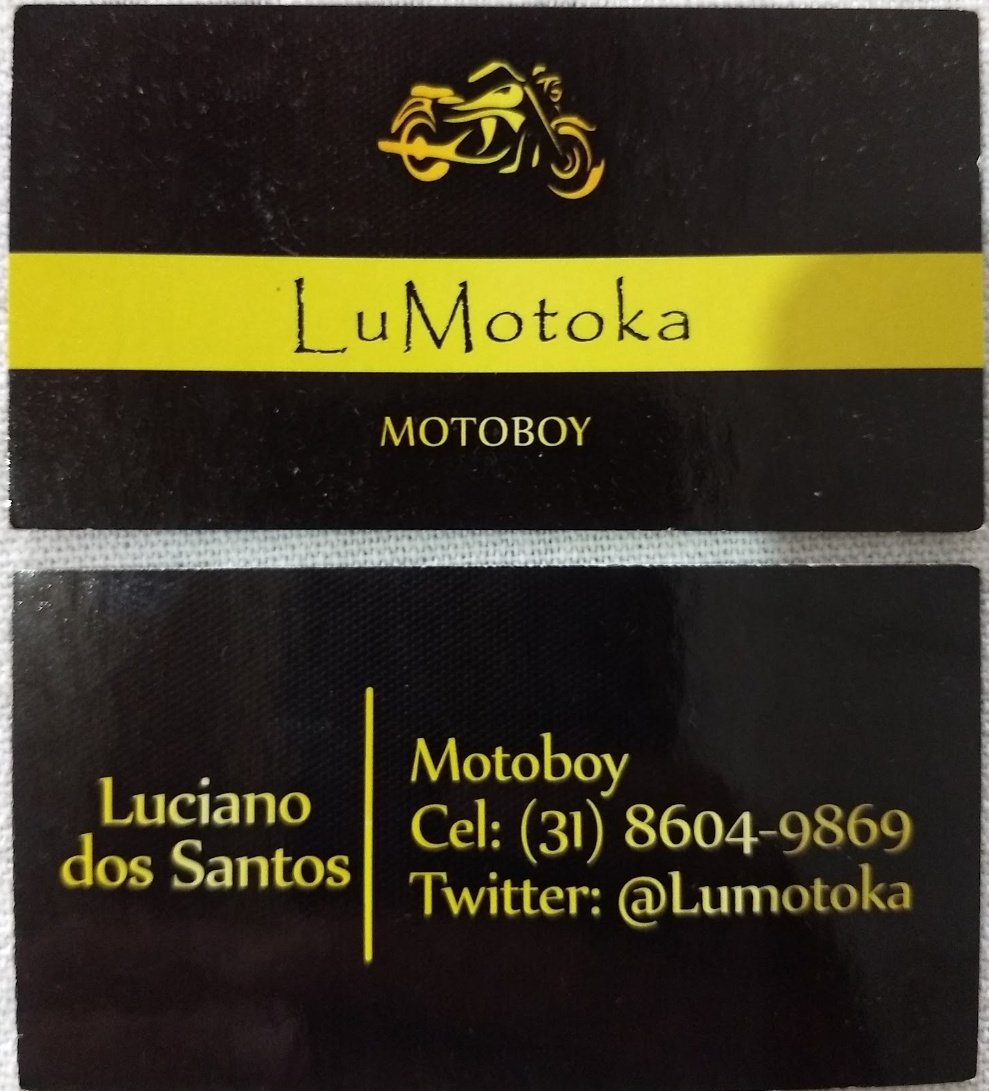 LuMotoka
MOTOBOY
Luciano
dos Santos
Motoboy
Cel: (31) 8604-9869
Twitter: @Lumotoka